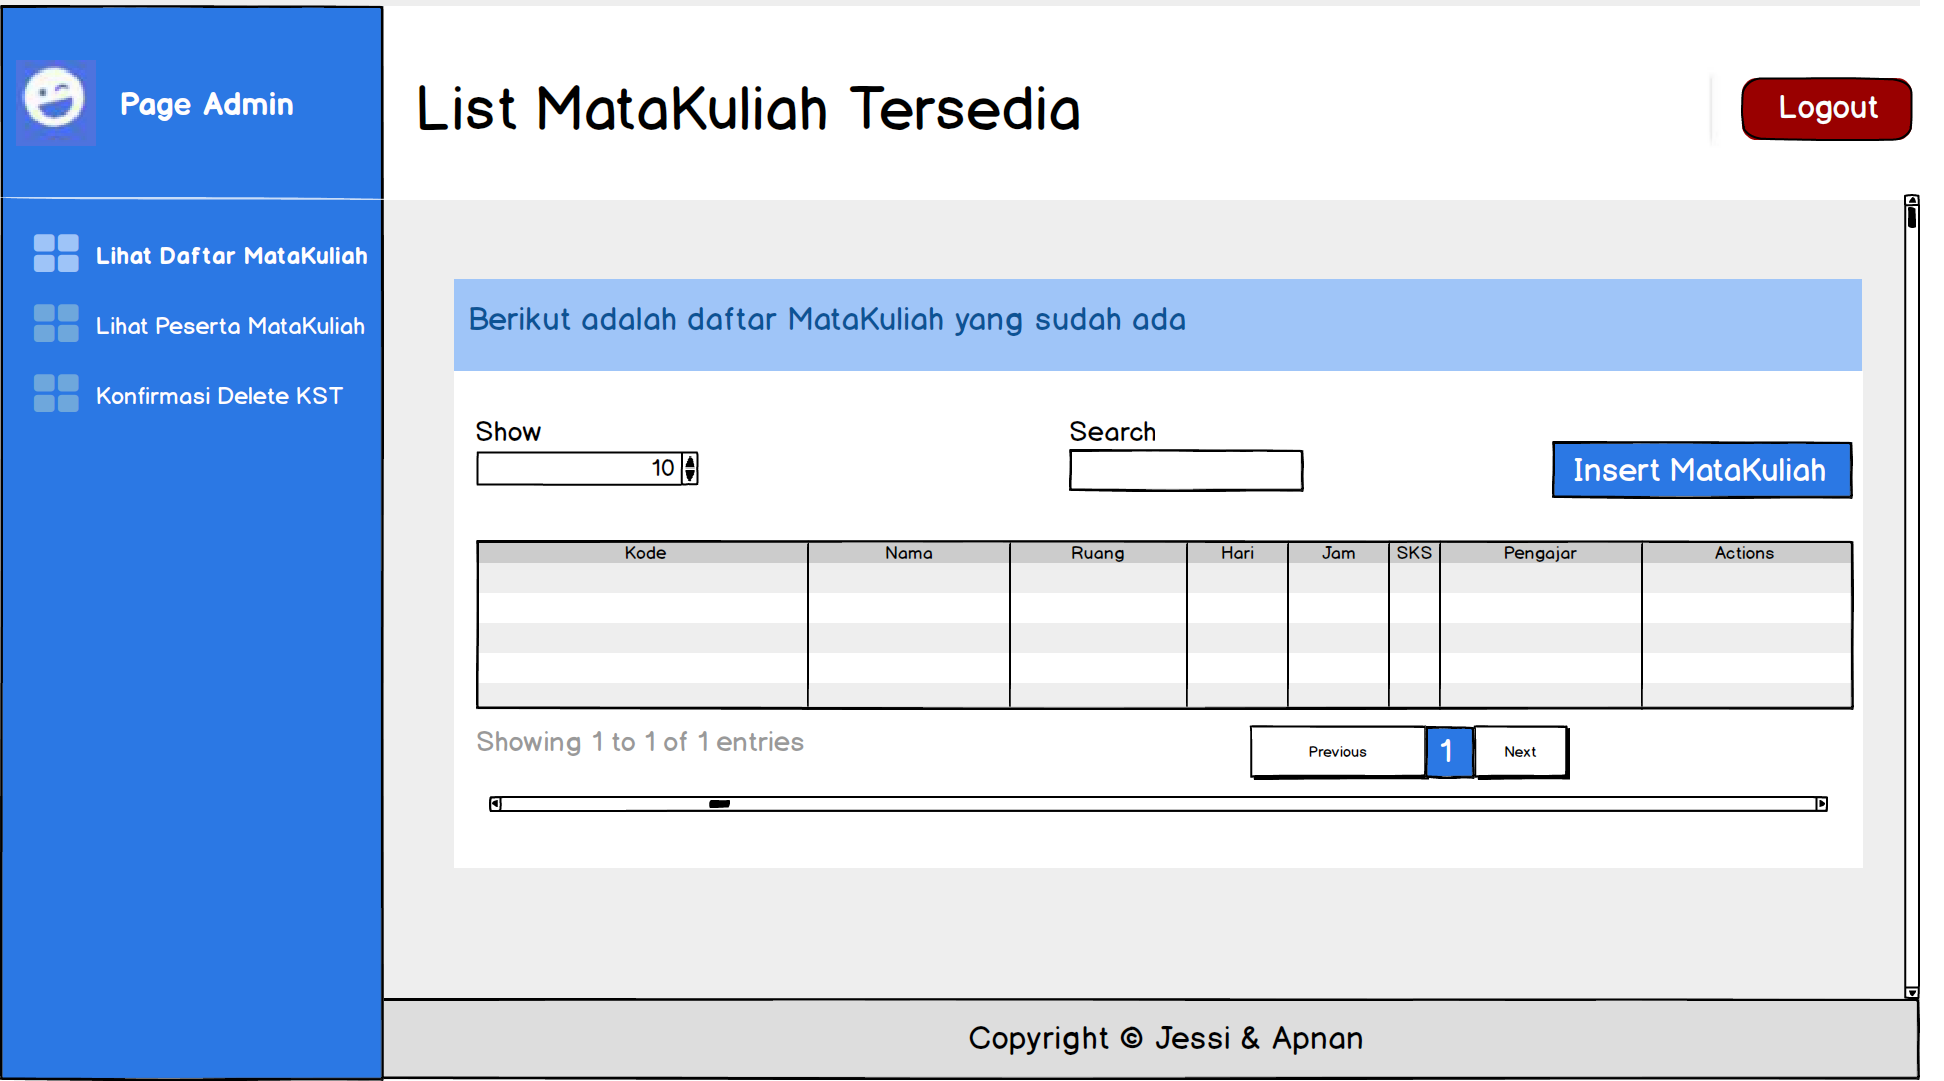 Page Admin
List MataKuliah Tersedia
Logout
Lihat Daftar MataKuliah
Lihat Peserta MataKuliah
Konfirmasi Delete KST
Berikut adalah daftar MataKuliah yang sudah ada
Show
Search
10
Insert MataKuliah
Kode Nama Ruang Hari Jam SKS Pengajar Actions
Showing 1 to 1 of 1 entries
Previous 1 Next
Copyright © Jessi & Apnan